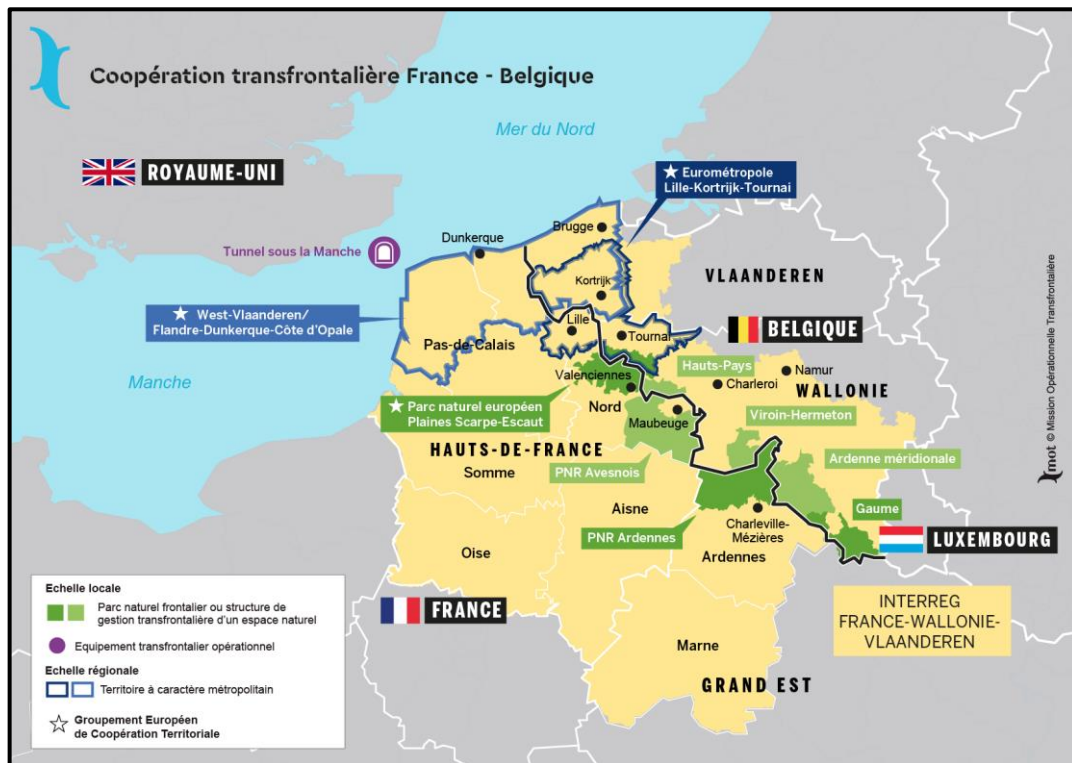 Coopération transfrontalière France - Belgique
Mer du Nord
ROYAUME-UNI
★ Eurométropole
Lille-Kortrijk-Tournai
Brugge
Dunkerque
Tunnel sous la Manche
VLAANDEREN
Kortrijk
★ West-Vlaanderen/
Flandre-Dunkerque-Côte d'Opale
BELGIQUE
Lille
Tournai
Pas-de-Calais
Hauts-Pays
Namur
Manche
Valenciennes
Charleroi
WALLONIE
★ Parc naturel européen
Plaines Scarpe-Escaut
Nord
Maubeuge
Viroin-Hermeton
HAUTS-DE-FRANCE
Ardenne méridionale
Somme
PNR Avesnois
Aisne
Gaume
Charleville-
Mézières
PNR Ardennes
LUXEMBOURG
Oise
Ardennes
FRANCE
INTERREG
FRANCE-WALLONIE-
VLAANDEREN
Marne
GRAND EST
Echelle locale
Parc naturel frontalier ou structure de
gestion transfrontalière d'un espace naturel
Equipement transfrontalier opérationnel
Echelle régionale
Territoire à caractère métropolitain
☆ Groupement Européen
de Coopération Territoriale
mot © Mission Opérationnelle Transfrontalière